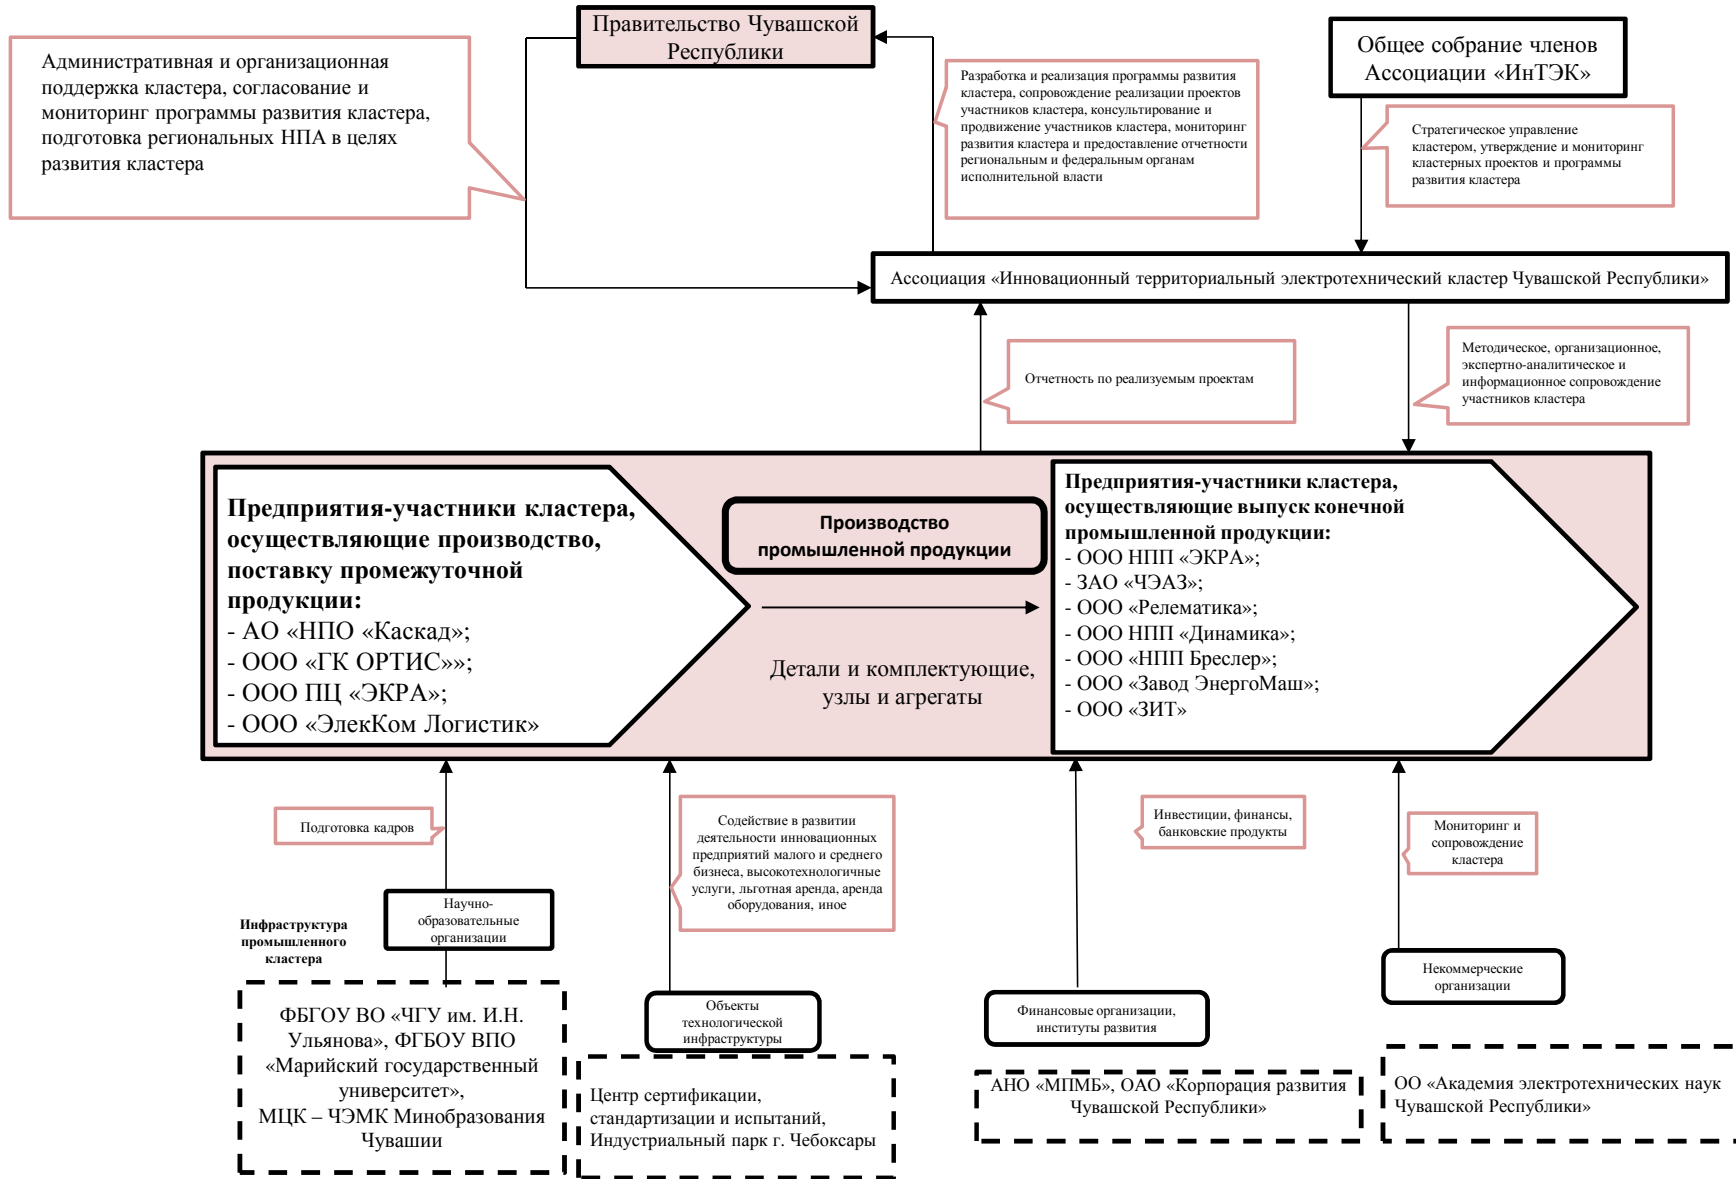 Правительство Чувашской
Республики
Общее собрание членов
Ассоциации «ИнТЭК»
Административная и организационная
поддержка кластера, согласование и
мониторинг программы развития кластера,
подготовка региональных НПА в целях
развития кластера
Разработка и реализация программы развития
кластера, сопровождение реализации проектов
участников кластера, консультирование и
продвижение участников кластера, мониторинг
развития кластера и предоставление отчетности
региональным и федеральным органам
исполнительной власти
Стратегическое управление
кластером, утверждение и мониторинг
кластерных проектов и программы
развития кластера
Ассоциация «Инновационный территориальный электротехнический кластер Чувашской Республики»
Отчетность по реализуемым проектам
Методическое, организационное,
экспертно-аналитическое и
информационное сопровождение
участников кластера
Предприятия-участники кластера,
осуществляющие производство,
поставку промежуточной
продукции:
- АО «НПО «Каскад»;
- ООО «ГК ОРТИС»»;
- ООО ПЦ «ЭКРА»;
- ООО «ЭлекКом Логистик»
Производство
промышленной продукции
Детали и комплектующие,
узлы и агрегаты
Предприятия-участники кластера,
осуществляющие выпуск конечной
промышленной продукции:
- ООО НПП «ЭКРА»;
- ЗАО «ЧЭАЗ»;
- ООО «Релематика»;
- ООО НПП «Динамика»;
- ООО «НПП Бреслер»;
- ООО «Завод ЭнергоМаш»;
- ООО «ЗИТ»
Подготовка кадров
Содействие в развитии
деятельности инновационных
предприятий малого и среднего
бизнеса, высокотехнологичные
услуги, льготная аренда, аренда
оборудования, иное
Инвестиции, финансы,
банковские продукты
Мониторинг и
сопровождение
кластера
Инфраструктура
промышленного
кластера
Научно-
образовательные
организации
Объекты
технологической
инфраструктуры
Финансовые организации,
институты развития
Некоммерческие
организации
ФБГОУ ВО «ЧГУ им. И.Н.
Ульянова», ФГБОУ ВПО
«Марийский государственный
университет»,
МЦК – ЧЭМК Минобразования
Чувашии
Центр сертификации,
стандартизации и испытаний,
Индустриальный парк г. Чебоксары
АНО «МПМБ», ОАО «Корпорация развития
Чувашской Республики»
ОО «Академия электротехнических наук
Чувашской Республики»